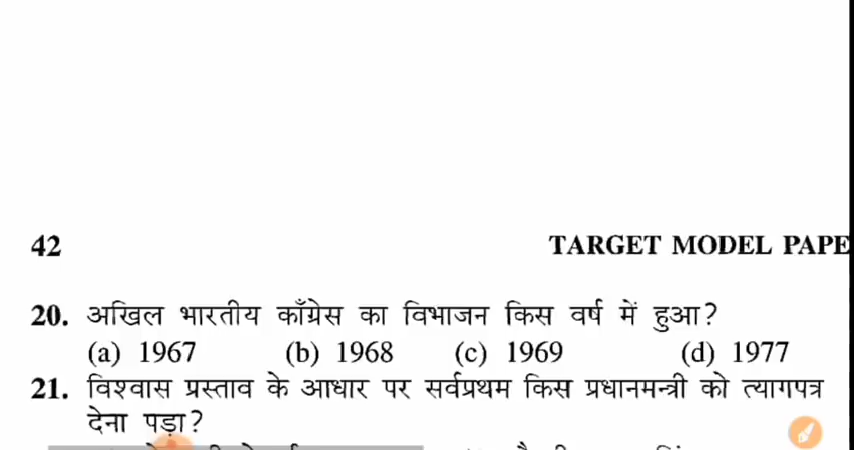 42 TARGET MODEL PAPE
20. अखिल भारतीय काँग्रेस का विभाजन किस वर्ष में हुआ?
(a) 1967 (b) 1968 (c) 1969 (d) 1977
21. विश्वास प्रस्ताव के आधार पर सर्वप्रथम किस प्रधानमन्त्री को त्यागपत्र
देना पड़ा?